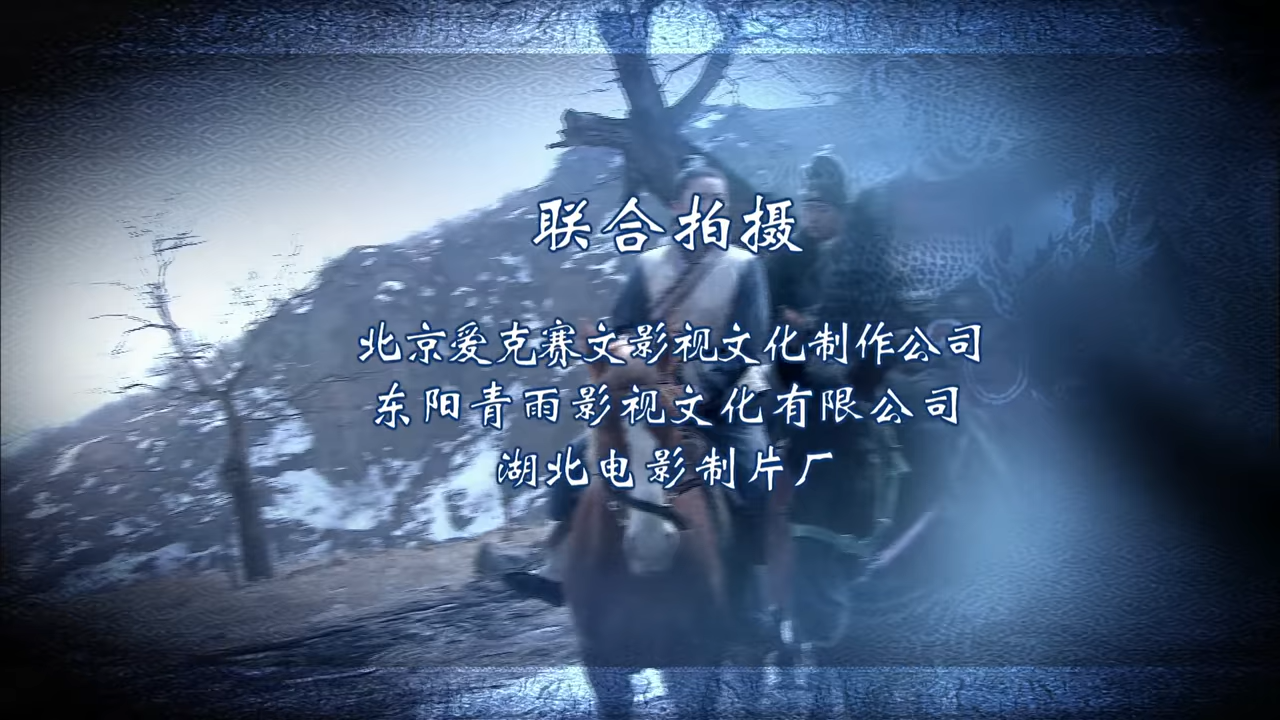 联合拍摄
北京爱克赛文影视文化制作公司
东阳青雨影视文化有限公司
湖北电影制片厂